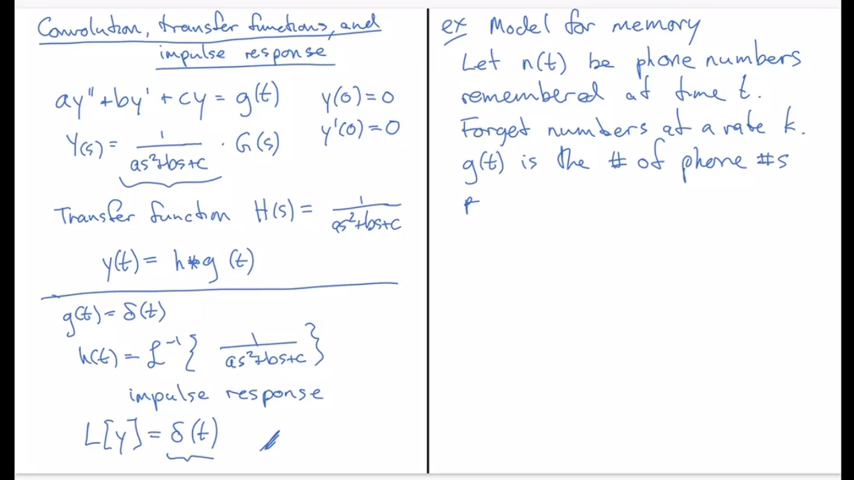 Convolution, transfer functions, and
impulse response
ay'' + by' + cy = g(t)  y(0) = 0
Y(s) = 1/(as²+bs+c) · G(s)  y'(0) = 0
Transfer function H(s) = 1/(as²+bs+c)
y(t) = h*g (t)
g(t) = δ(t)
h(t) = ℒ⁻¹{ 1/(as²+bs+c) }
impulse response
L[y] = δ(t)
ex Model for memory
Let n(t) be phone numbers
remembered at time t.
Forget numbers at a rate k.
g(t) is the # of phone #s